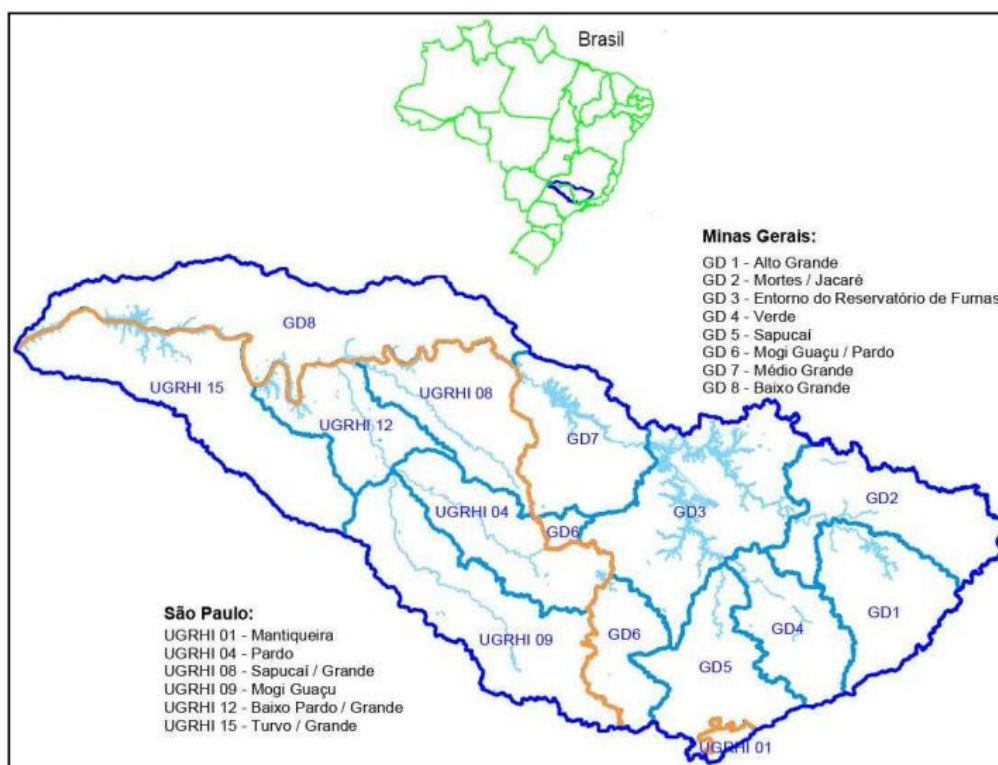 Brasil
Minas Gerais:
GD 1 - Alto Grande
GD 2 - Mortes / Jacaré
GD 3 - Entorno do Reservatório de Furnas
GD 4 - Verde
GD 5 - Sapucaí
GD 6 - Mogi Guaçu / Pardo
GD 7 - Médio Grande
GD 8 - Baixo Grande
GD8
UGRHI 15
UGRHI 08
UGRHI 12
GD7
UGRHI 04
GD6
GD3
GD2
GD1
UGRHI 09
GD6
GD4
GD5
UGRHI 01
São Paulo:
UGRHI 01 - Mantiqueira
UGRHI 04 - Pardo
UGRHI 08 - Sapucaí / Grande
UGRHI 09 - Mogi Guaçu
UGRHI 12 - Baixo Pardo / Grande
UGRHI 15 - Turvo / Grande